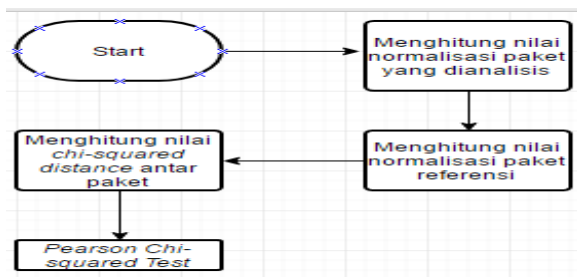 Start
Menghitung nilai
normalisasi paket
yang dianalisis
Menghitung nilai
normalisasi paket
referensi
Menghitung nilai
chi-squared
distance antar
paket
Pearson Chi-
squared Test